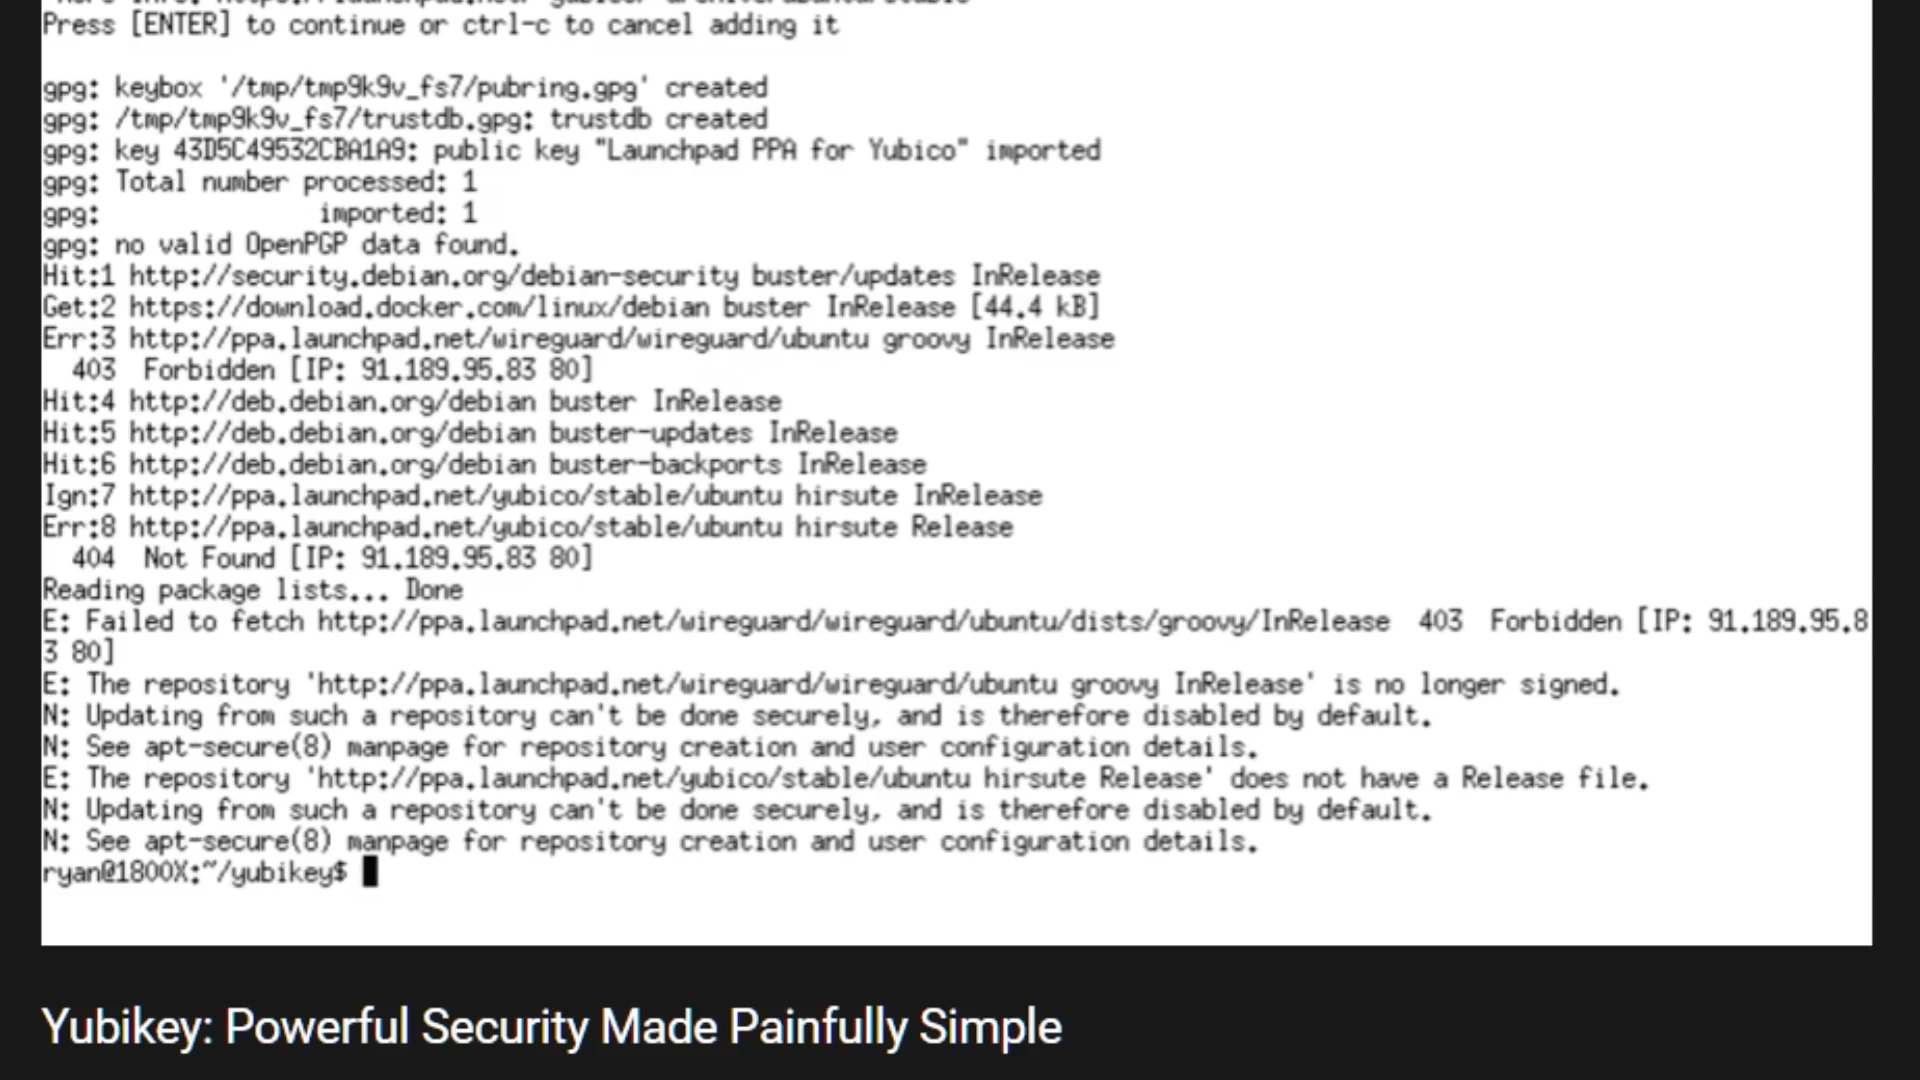 Press [ENTER] to continue or ctrl-c to cancel adding it
gpg: keybox '/tmp/tmp9k9v_fs7/pubring.gpg' created
gpg: /tmp/tmp9k9v_fs7/trustdb.gpg: trustdb created
gpg: key 43D5C49532CBA1A9: public key "Launchpad PPA for Yubico" imported
gpg: Total number processed: 1
gpg:               imported: 1
gpg: no valid OpenPGP data found.
Hit:1 http://security.debian.org/debian-security buster/updates InRelease
Get:2 https://download.docker.com/linux/debian buster InRelease [44.4 kB]
Err:3 http://ppa.launchpad.net/wireguard/wireguard/ubuntu groovy InRelease
  403  Forbidden [IP: 91.189.95.83 80]
Hit:4 http://deb.debian.org/debian buster InRelease
Hit:5 http://deb.debian.org/debian buster-updates InRelease
Hit:6 http://deb.debian.org/debian buster-backports InRelease
Ign:7 http://ppa.launchpad.net/yubico/stable/ubuntu hirsute InRelease
Err:8 http://ppa.launchpad.net/yubico/stable/ubuntu hirsute Release
  404  Not Found [IP: 91.189.95.83 80]
Reading package lists... Done
E: Failed to fetch http://ppa.launchpad.net/wireguard/wireguard/ubuntu/dists/groovy/InRelease  403  Forbidden [IP: 91.189.95.8
3 80]
E: The repository 'http://ppa.launchpad.net/wireguard/wireguard/ubuntu groovy InRelease' is no longer signed.
N: Updating from such a repository can't be done securely, and is therefore disabled by default.
N: See apt-secure(8) manpage for repository creation and user configuration details.
E: The repository 'http://ppa.launchpad.net/yubico/stable/ubuntu hirsute Release' does not have a Release file.
N: Updating from such a repository can't be done securely, and is therefore disabled by default.
N: See apt-secure(8) manpage for repository creation and user configuration details.
ryan@1800X:~/yubikey$
Yubikey: Powerful Security Made Painfully Simple